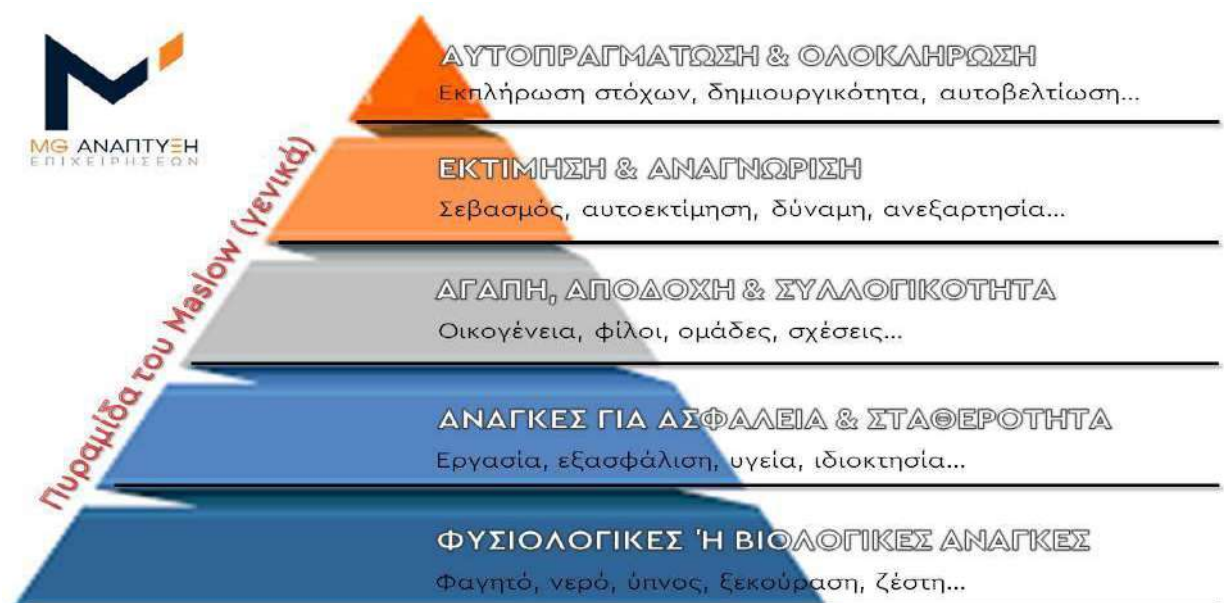 MG ΑΝΑΠΤΥΞΗ
ΕΠΙΧΕΙΡΗΣΕΩΝ
Πυραμίδα του Maslow (γενικά)
ΑΥΤΟΠΡΑΓΜΑΤΩΣΗ & ΟΛΟΚΛΗΡΩΣΗ
Εκπλήρωση στόχων, δημιουργικότητα, αυτοβελτίωση...
ΕΚΤΙΜΗΣΗ & ΑΝΑΓΝΩΡΙΣΗ
Σεβασμός, αυτοεκτίμηση, δύναμη, ανεξαρτησία...
ΑΓΑΠΗ, ΑΠΟΔΟΧΗ & ΣΥΛΛΟΓΙΚΟΤΗΤΑ
Οικογένεια, φίλοι, ομάδες, σχέσεις...
ΑΝΑΓΚΕΣ ΓΙΑ ΑΣΦΑΛΕΙΑ & ΣΤΑΘΕΡΟΤΗΤΑ
Εργασία, εξασφάλιση, υγεία, ιδιοκτησία...
ΦΥΣΙΟΛΟΓΙΚΕΣ Ή ΒΙΟΛΟΓΙΚΕΣ ΑΝΑΓΚΕΣ
Φαγητό, νερό, ύπνος, ξεκούραση, ζέστη...